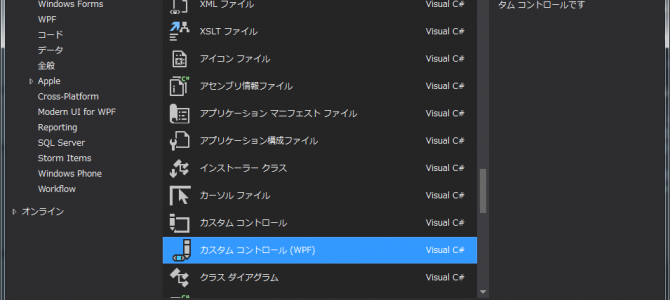 Windows Forms
WPF
コード
データ
全般
Apple
Cross-Platform
Modern UI for WPF
Reporting
SQL Server
Storm Items
Windows Phone
Workflow
オンライン
XML ファイル Visual C#
XSLT ファイル Visual C#
アイコン ファイル Visual C#
アセンブリ情報ファイル Visual C#
アプリケーション マニフェスト ファイル Visual C#
アプリケーション構成ファイル Visual C#
インストーラー クラス Visual C#
カーソル ファイル Visual C#
カスタム コントロール Visual C#
カスタム コントロール (WPF) Visual C#
クラス ダイアグラム Visual C#
タム コントロールです